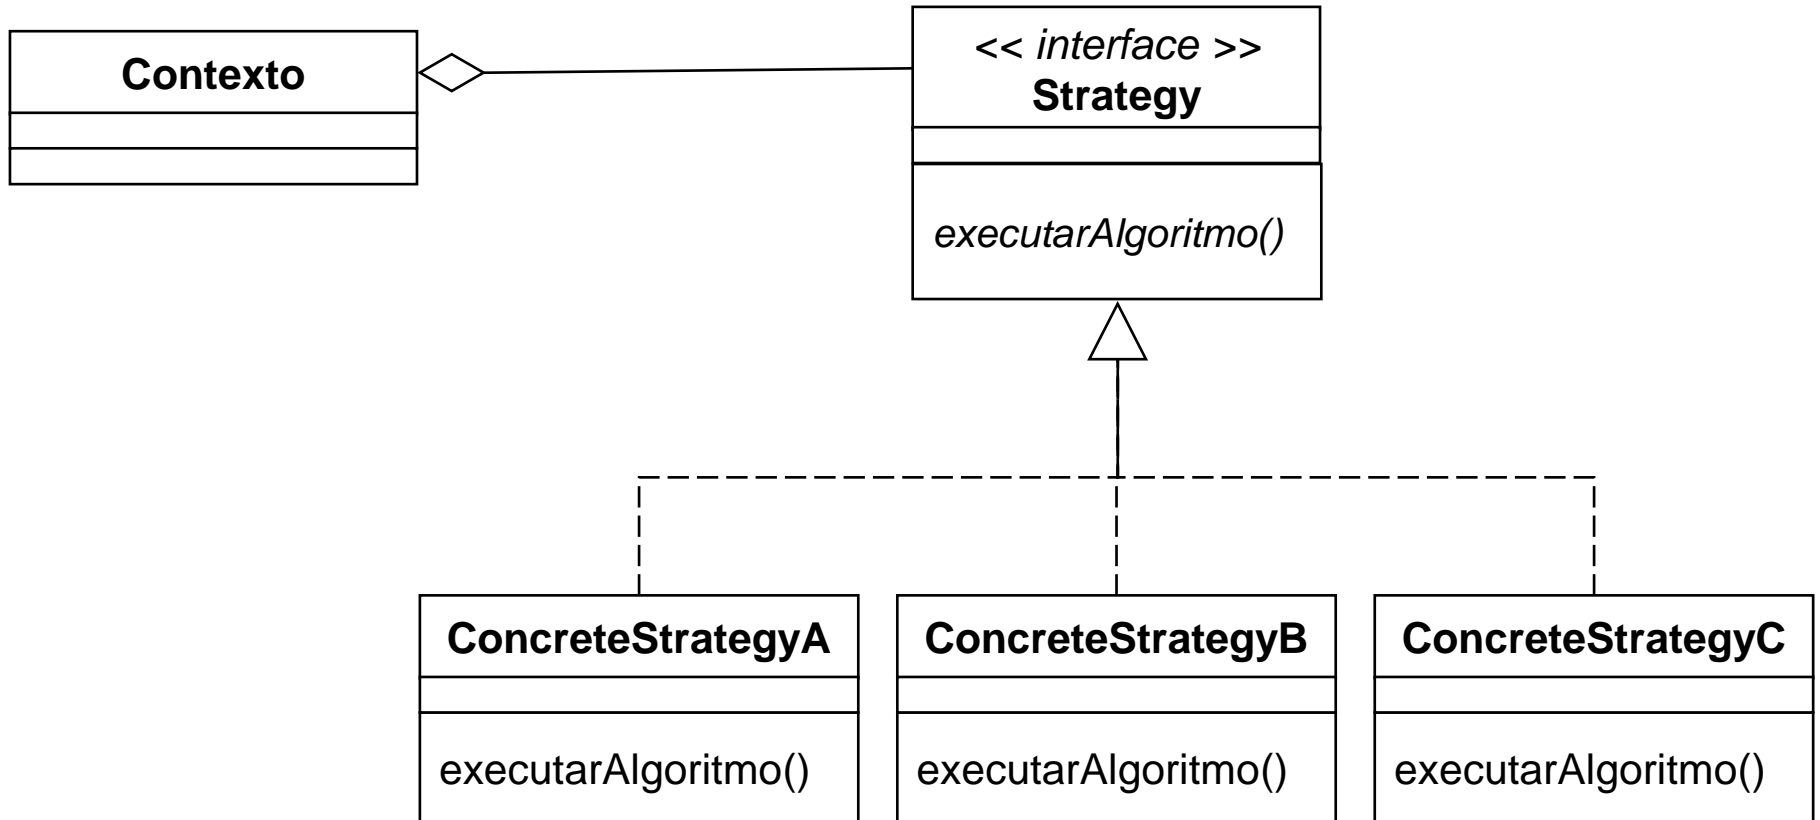 Contexto
<< interface >>
Strategy
executarAlgoritmo()
ConcreteStrategyA
ConcreteStrategyB
ConcreteStrategyC
executarAlgoritmo()
executarAlgoritmo()
executarAlgoritmo()